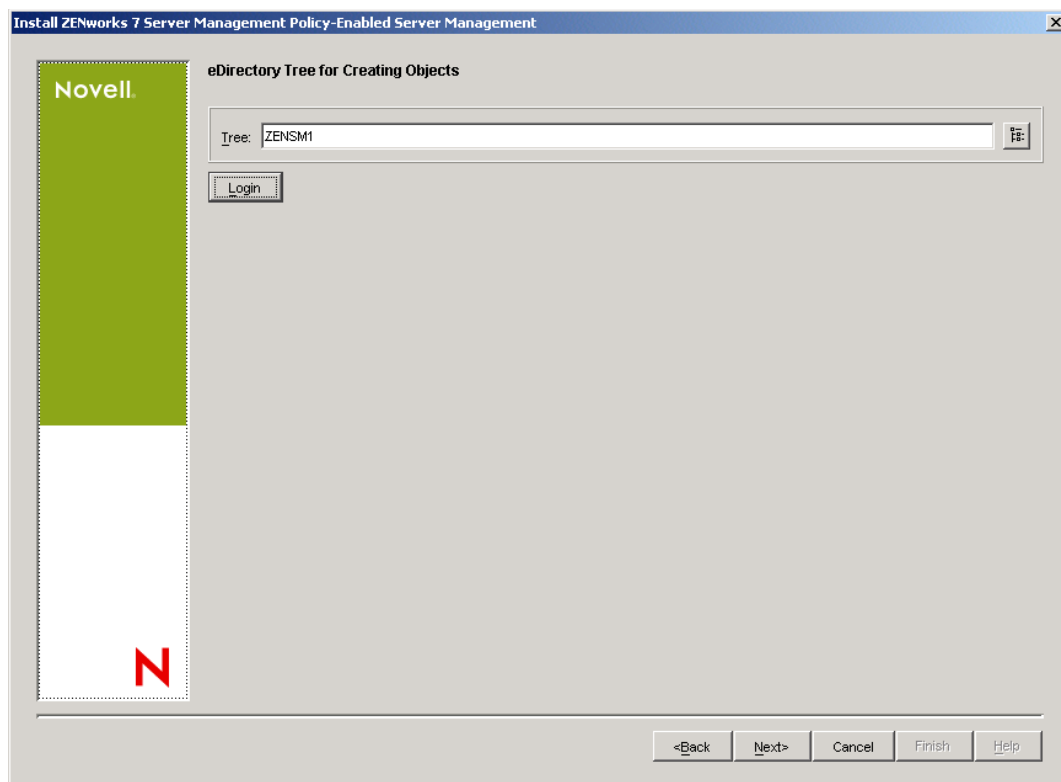 Install ZENworks 7 Server Management Policy-Enabled Server Management
Novell.
eDirectory Tree for Creating Objects
Tree: ZENSM1
Login
N
<Back Next> Cancel Finish Help